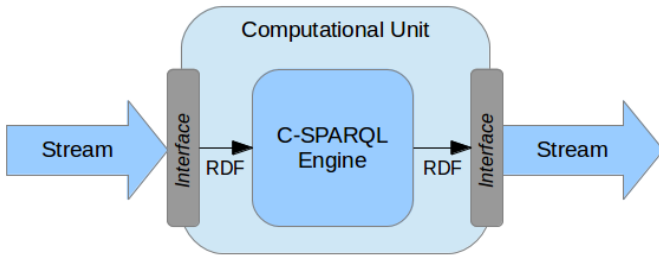 Computational Unit
Stream
Interface
RDF
C-SPARQL
Engine
RDF
Interface
Stream